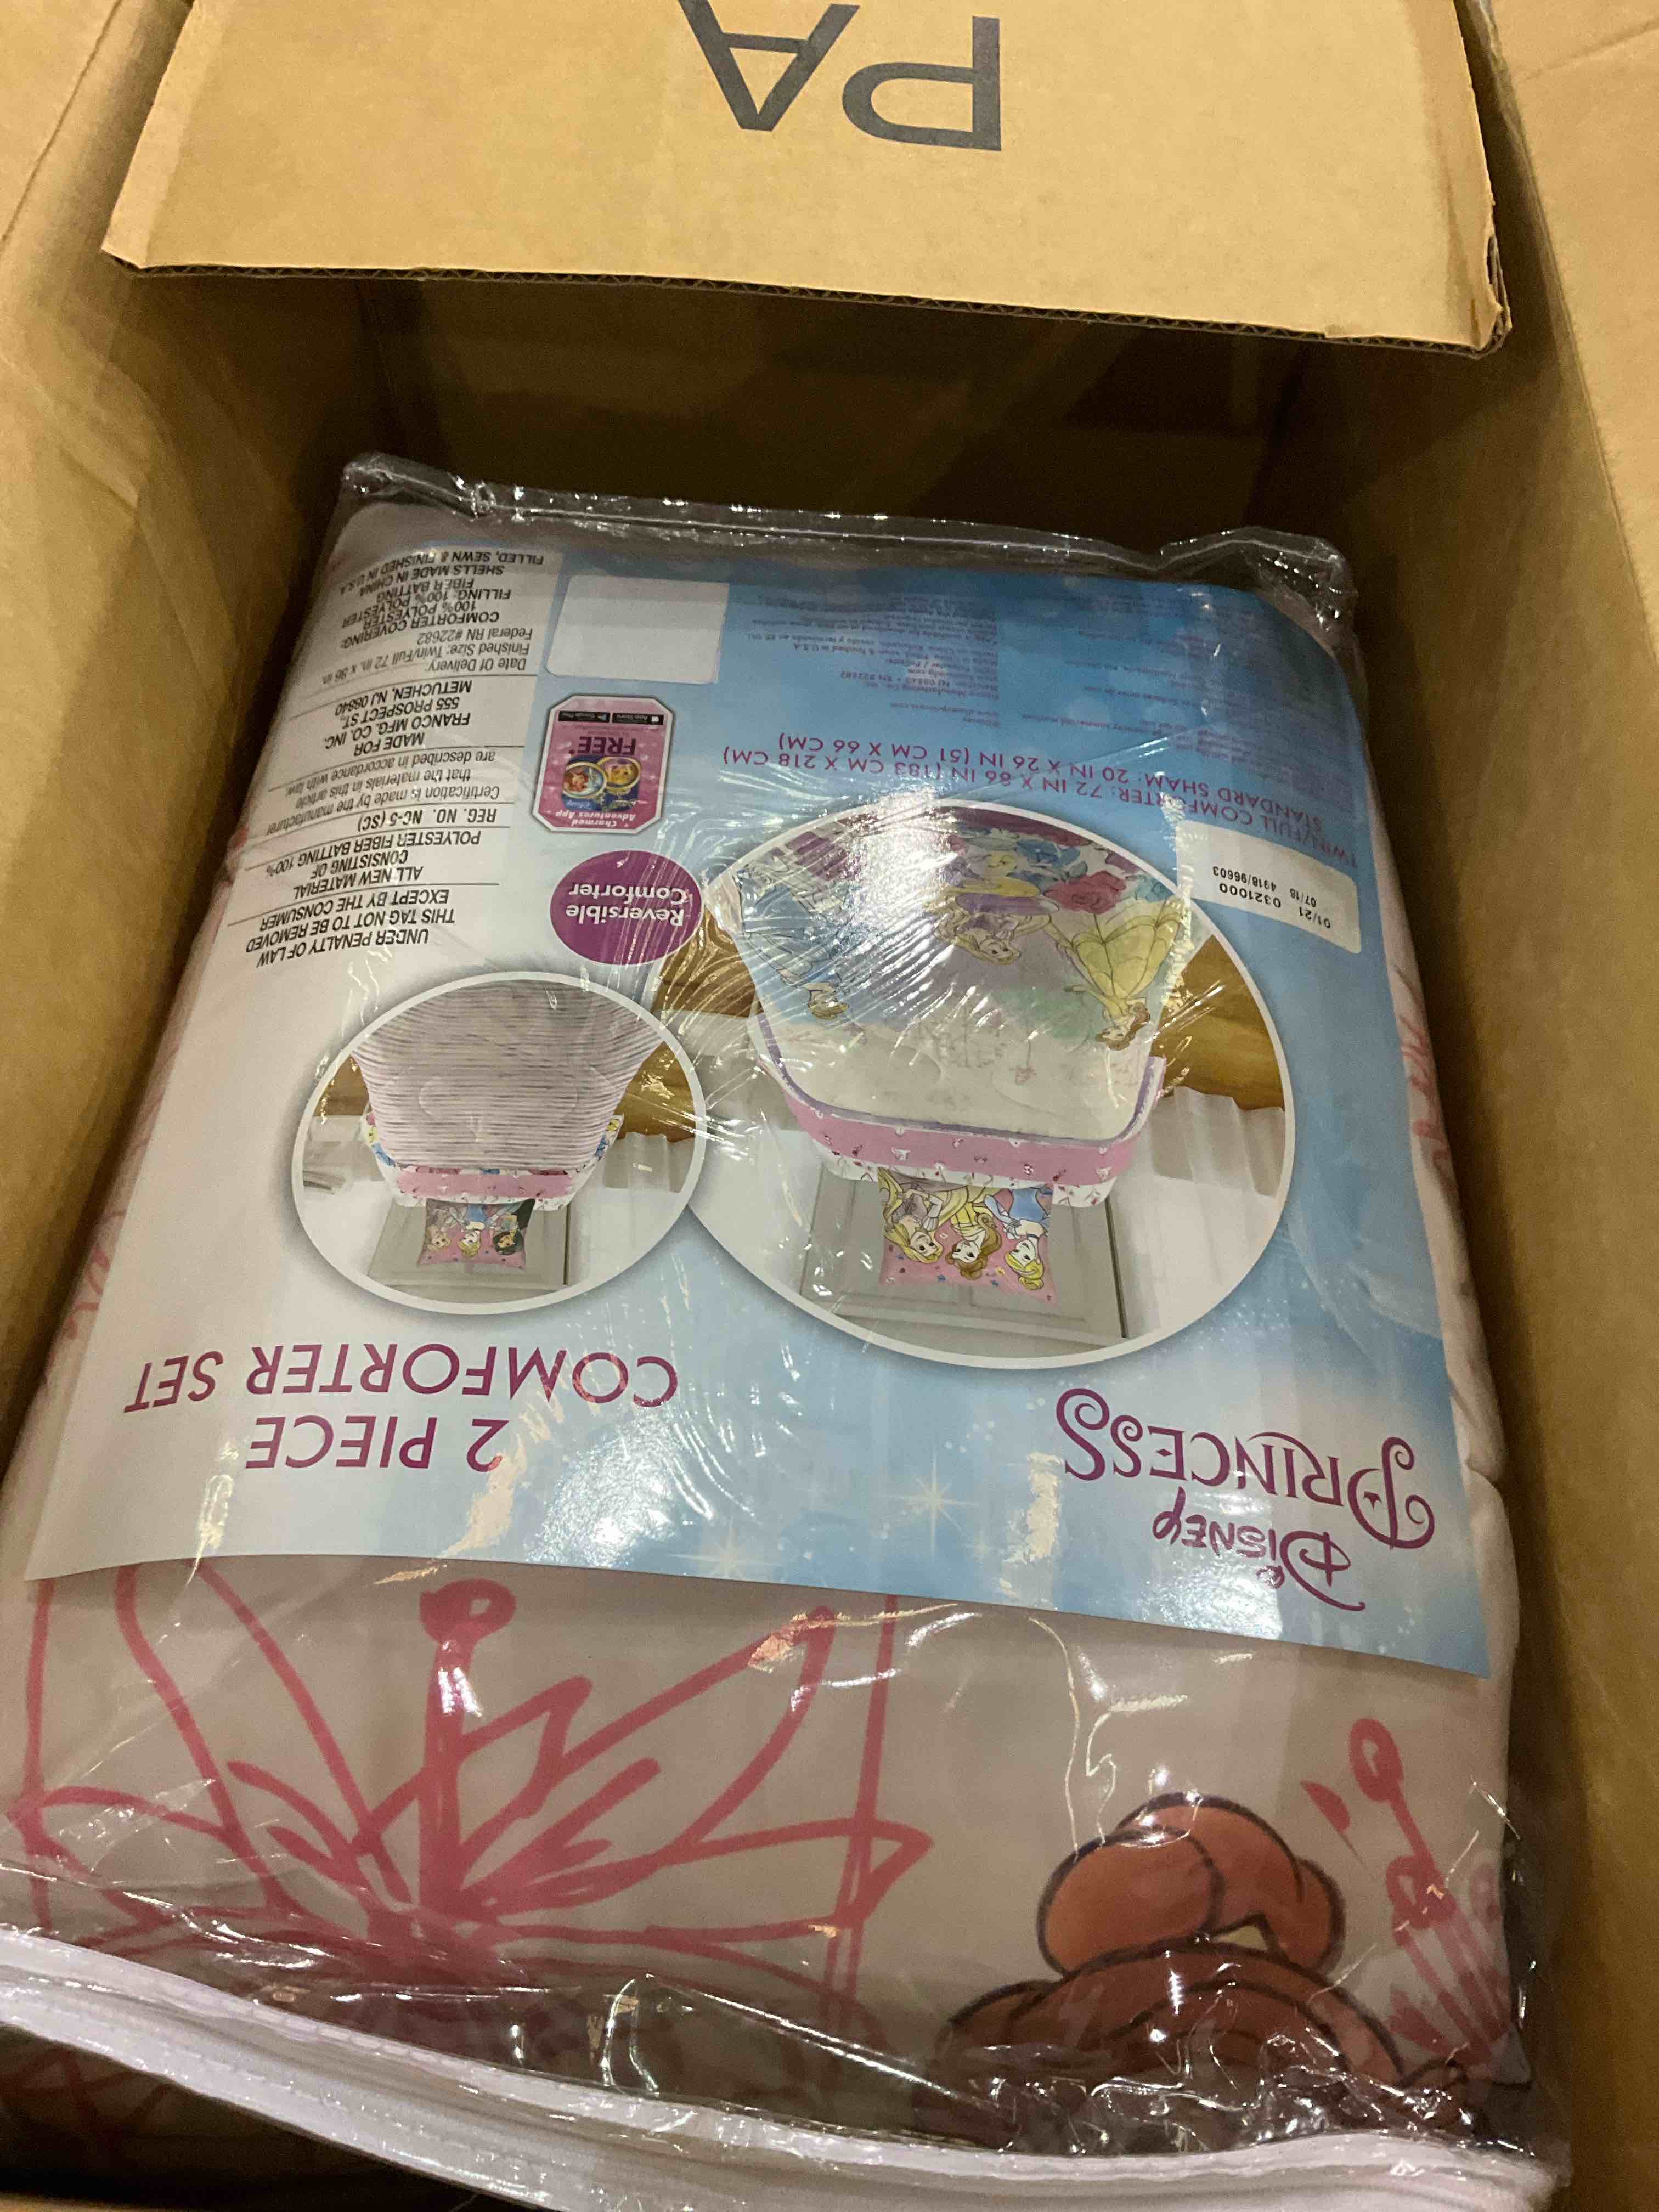 PA
DISNEY
PRINCESS
2 PIECE
COMFORTER SET
Reversible
Comforter
Charmed
Adventures App
Disney
FREE*
TWIN/FULL COMFORTER: 72 IN X 86 IN (183 CM X 218 CM)
STANDARD SHAM: 20 IN X 26 IN (51 CM X 66 CM)
01/21 0321000
07/18 4918/96603
UNDER PENALTY OF LAW
THIS TAG NOT TO BE REMOVED
EXCEPT BY THE CONSUMER
ALL NEW MATERIAL
CONSISTING OF
POLYESTER FIBER BATTING 100%
REG. NO. NC-5 (SC)
Certification is made by the manufacturer
that the materials in this article
are described in accordance with law.
MADE FOR
FRANCO MFG. CO. INC.
555 PROSPECT ST.
METUCHEN, NJ 08840
Date Of Delivery:
Finished Size: Twin/Full 72 in. x 86 in.
Federal RN #22682
COMFORTER COVERING:
100% POLYESTER
FILLING: 100% POLYESTER
FIBER BATTING
SHELLS MADE IN CHINA
FILLED, SEWN & FINISHED IN U.S.A.